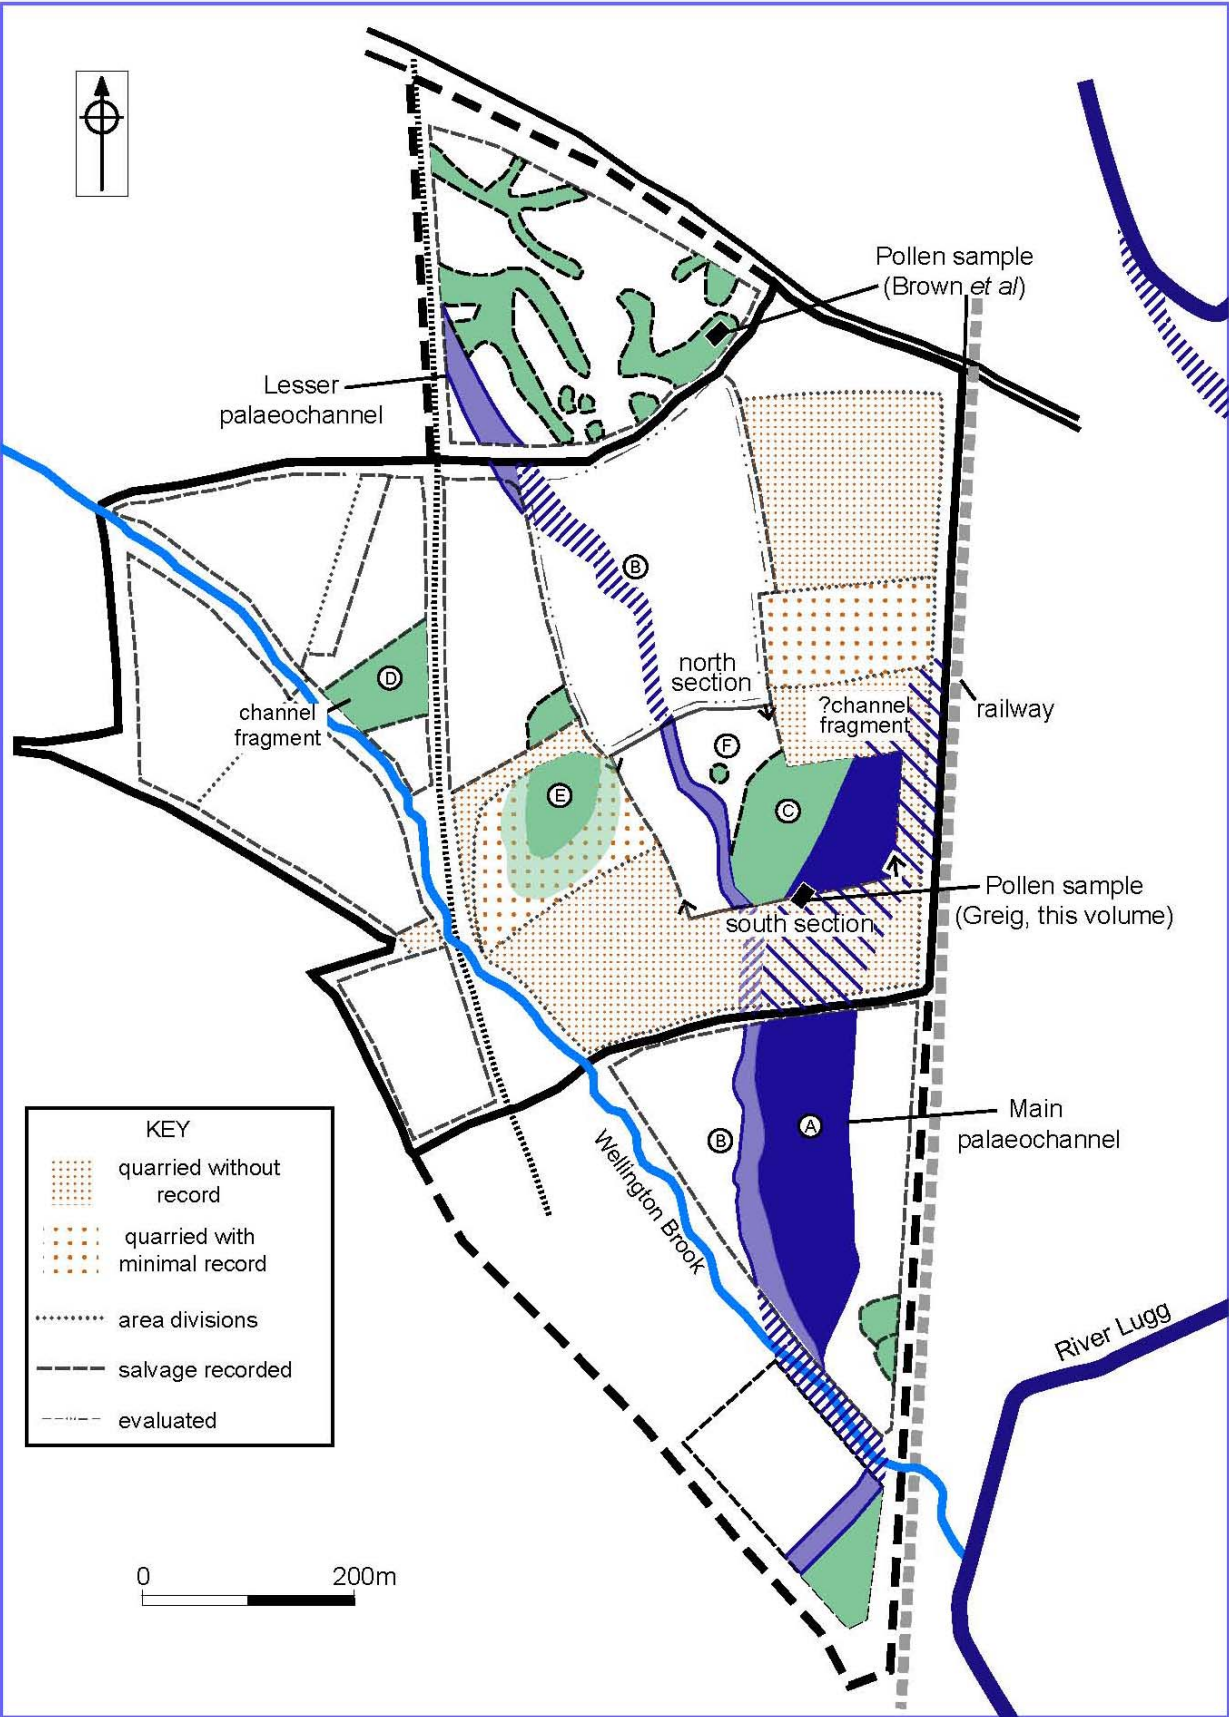 Pollen sample
(Brown et al)
Lesser
palaeochannel
B
north
section
D
?channel
fragment
railway
channel
fragment
F
E
C
Pollen sample
(Greig, this volume)
south section
Main
palaeochannel
A
B
Wellington Brook
KEY
quarried without
record
quarried with
minimal record
area divisions
salvage recorded
evaluated
River Lugg
0 200m